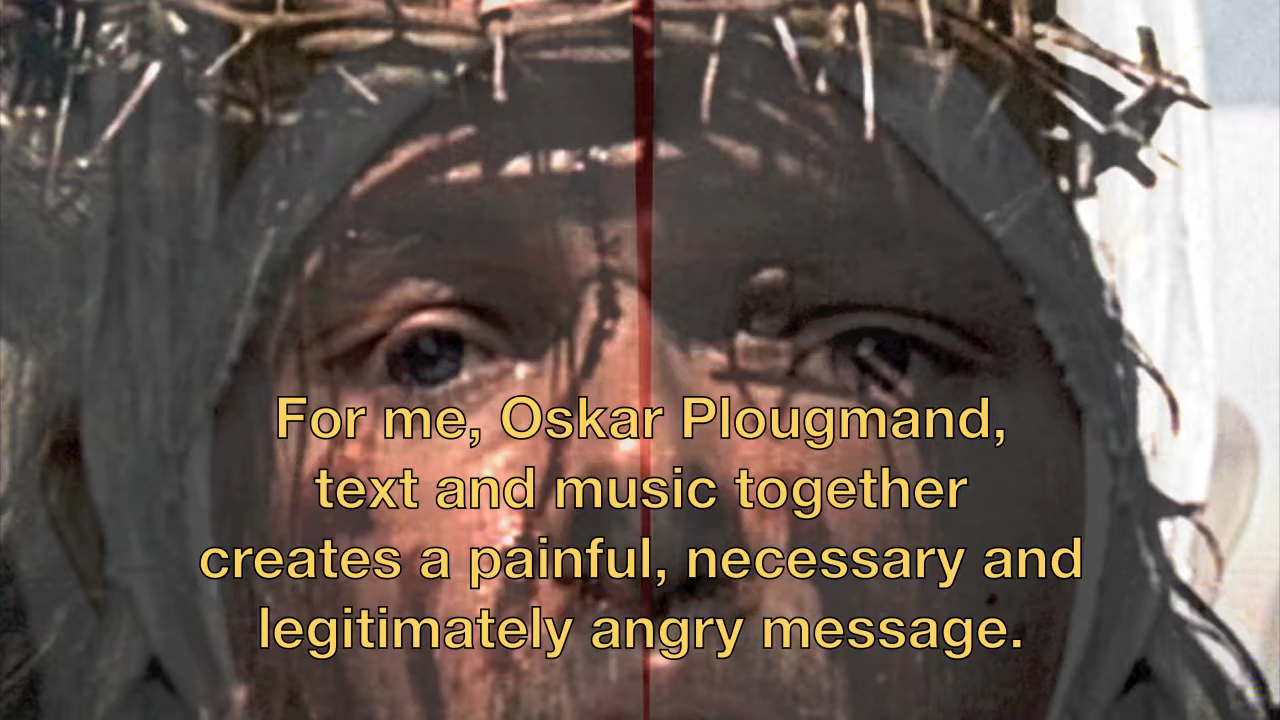 For me, Oskar Plougmand,
text and music together
creates a painful, necessary and
legitimately angry message.